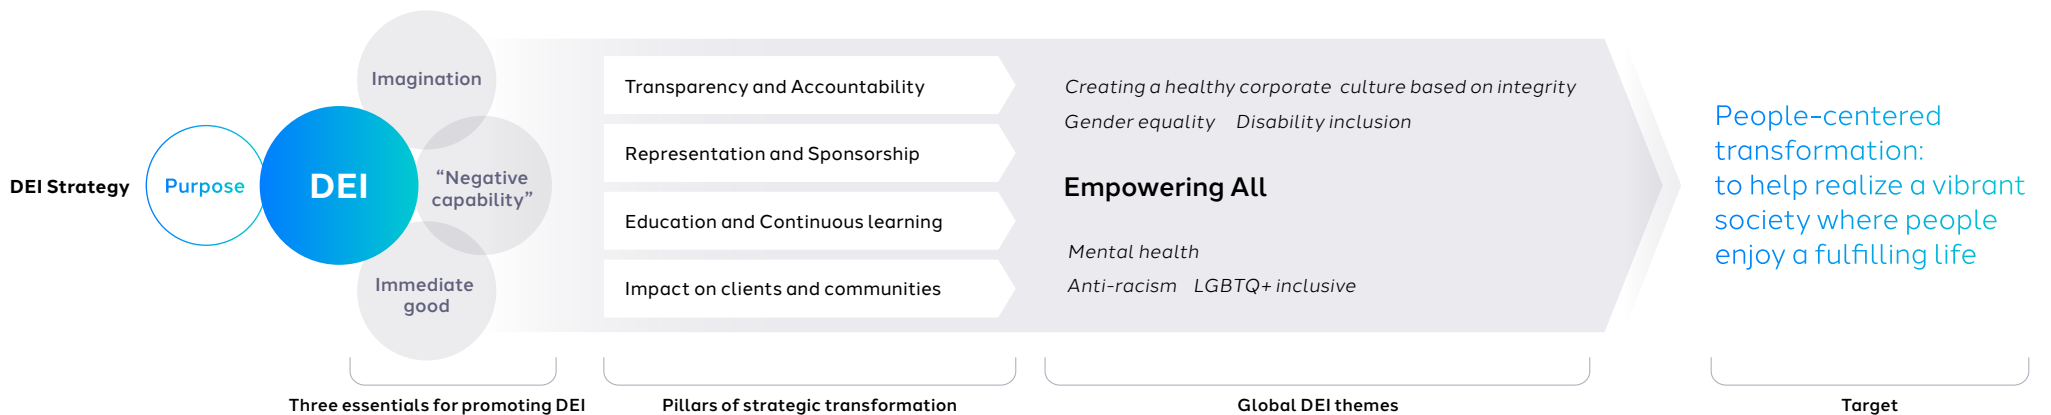 DEI Strategy
Purpose
DEI
Imagination
“Negative
capability”
Immediate
good
Three essentials for promoting DEI
Transparency and Accountability
Representation and Sponsorship
Education and Continuous learning
Impact on clients and communities
Pillars of strategic transformation
Creating a healthy corporate culture based on integrity
Gender equality Disability inclusion
Empowering All
Mental health
Anti-racism LGBTQ+ inclusive
Global DEI themes
People-centered
transformation:
to help realize a vibrant
society where people
enjoy a fulfilling life
Target